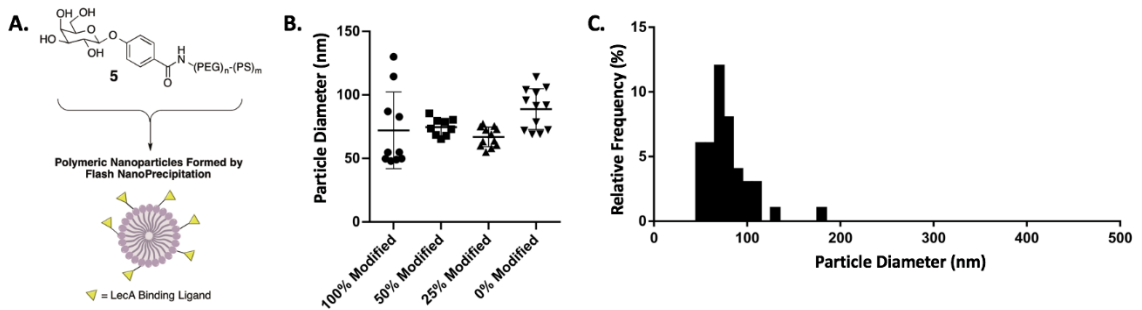 A.
OH
OH
HO
O
O
OH
H
N
(PEG)n-(PS)m
O
5
Polymeric Nanoparticles Formed by
Flash NanoPrecipitation
= LecA Binding Ligand
B.
Particle Diameter (nm)
150
100
50
0
100% Modified
50% Modified
25% Modified
0% Modified
C.
Relative Frequency (%)
15
10
5
0
0
100
200
300
400
500
Particle Diameter (nm)